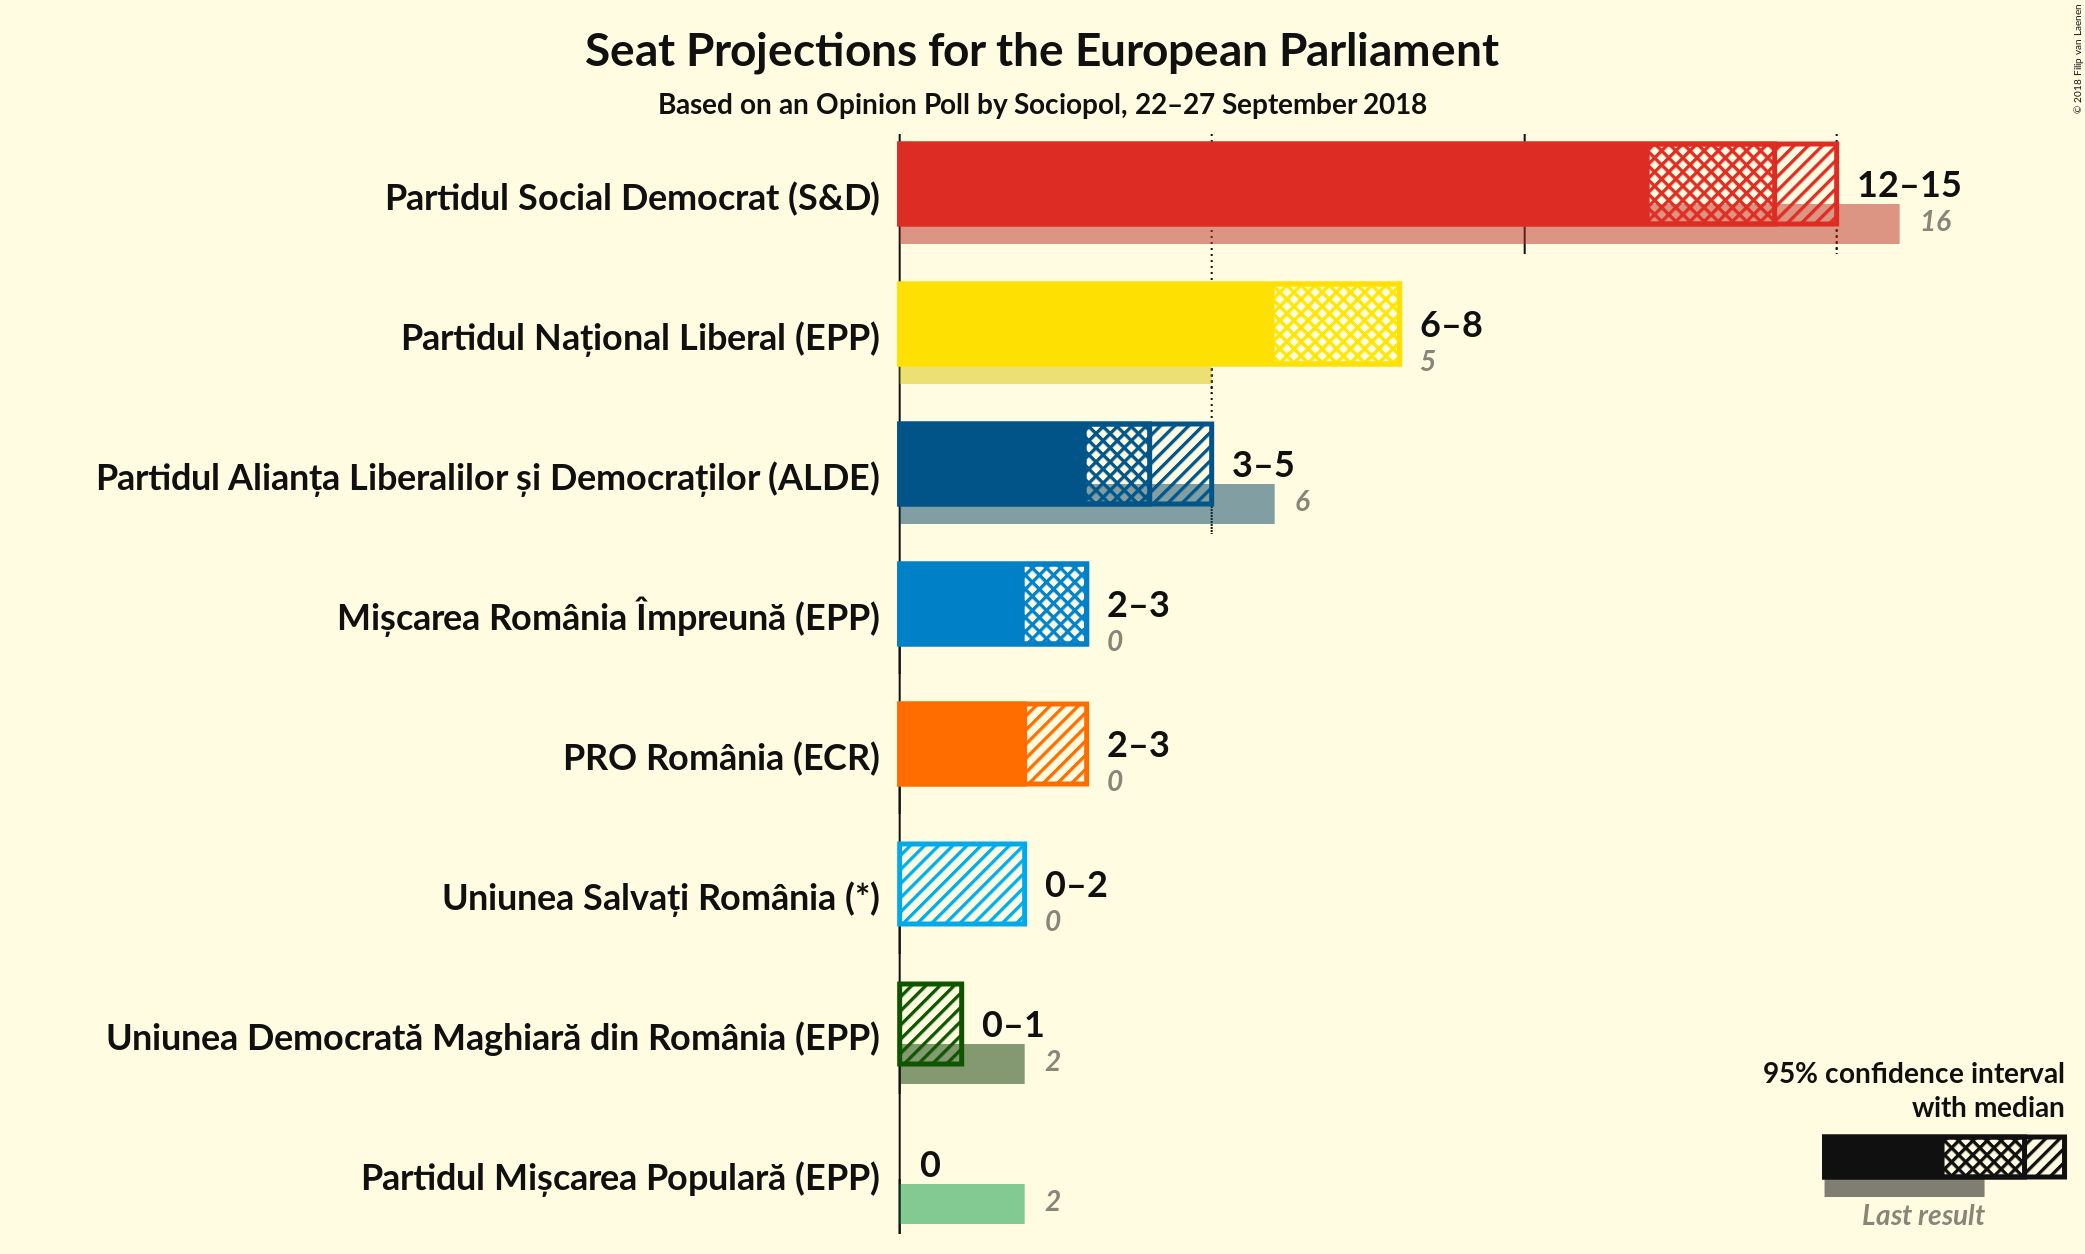 Seat Projections for the European Parliament
Based on an Opinion Poll by Sociopol, 22–27 September 2018
© 2018 Filip van Laenen
Partidul Social Democrat (S&D)
12–15
16
Partidul Național Liberal (EPP)
6–8
5
Partidul Alianța Liberalilor și Democraților (ALDE)
3–5
6
Mișcarea România Împreună (EPP)
2–3
0
PRO România (ECR)
2–3
0
Uniunea Salvați România (*)
0–2
0
Uniunea Democrată Maghiară din România (EPP)
0–1
2
Partidul Mișcarea Populară (EPP)
0
2
95% confidence interval
with median
Last result